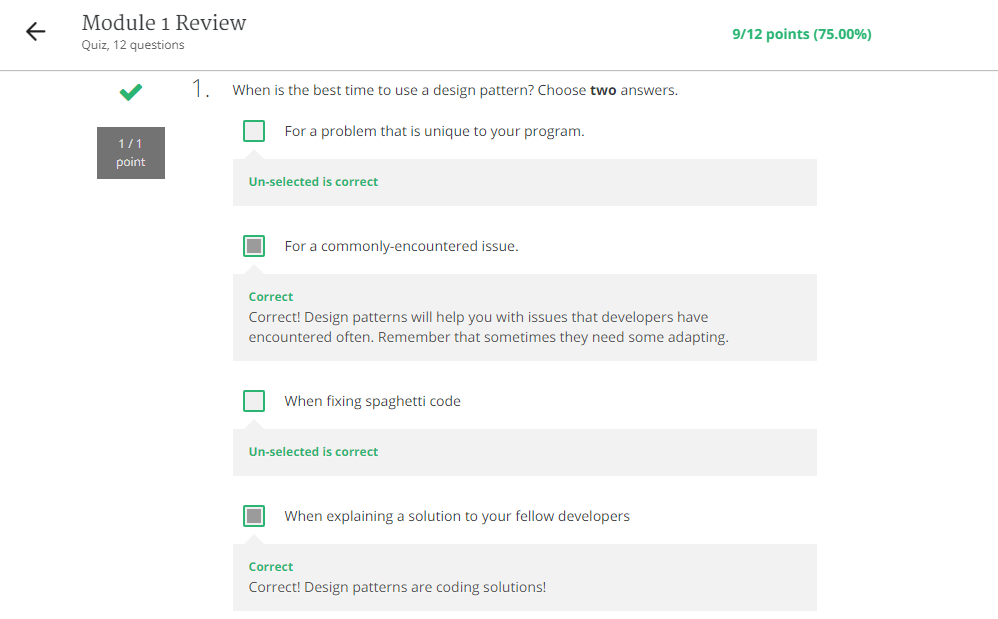 Module 1 Review
Quiz, 12 questions
9/12 points (75.00%)
1 / 1
point
1. When is the best time to use a design pattern? Choose two answers.
For a problem that is unique to your program.
Un-selected is correct
For a commonly-encountered issue.
Correct
Correct! Design patterns will help you with issues that developers have
encountered often. Remember that sometimes they need some adapting.
When fixing spaghetti code
Un-selected is correct
When explaining a solution to your fellow developers
Correct
Correct! Design patterns are coding solutions!